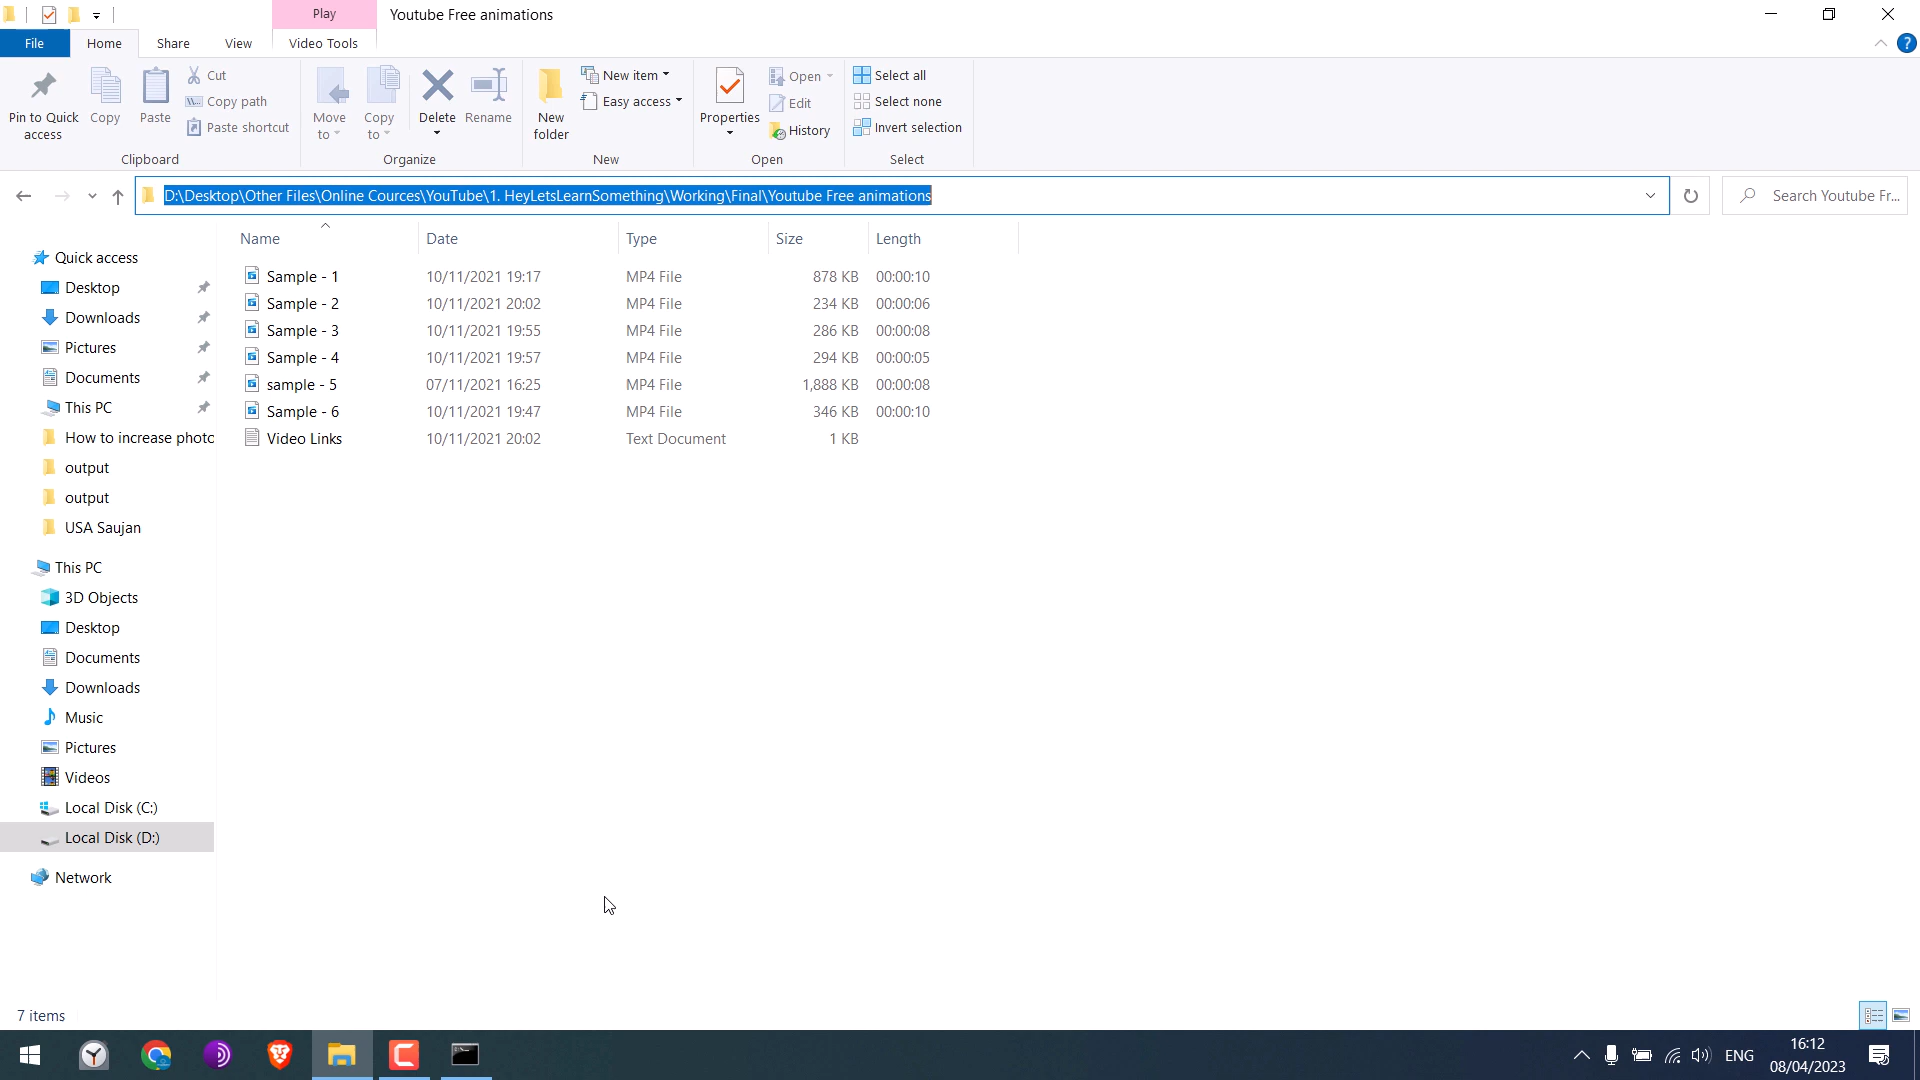 Play
Youtube Free animations
File
Home
Share
View
Video Tools
Pin to Quick access
Copy
Paste
Cut
Copy path
Paste shortcut
Clipboard
Move to
Copy to
Delete
Rename
Organize
New folder
New item
Easy access
New
Properties
Open
Edit
History
Open
Select all
Select none
Invert selection
Select
D:\Desktop\Other Files\Online Cources\YouTube\1. HeyLetsLearnSomething\Working\Final\Youtube Free animations
Search Youtube Fr...
Name Date Type Size Length
Sample - 1 10/11/2021 19:17 MP4 File 878 KB 00:00:10
Sample - 2 10/11/2021 20:02 MP4 File 234 KB 00:00:06
Sample - 3 10/11/2021 19:55 MP4 File 286 KB 00:00:08
Sample - 4 10/11/2021 19:57 MP4 File 294 KB 00:00:05
sample - 5 07/11/2021 16:25 MP4 File 1,888 KB 00:00:08
Sample - 6 10/11/2021 19:47 MP4 File 346 KB 00:00:10
Video Links 10/11/2021 20:02 Text Document 1 KB
Quick access
Desktop
Downloads
Pictures
Documents
This PC
How to increase photo
output
output
USA Saujan
This PC
3D Objects
Desktop
Documents
Downloads
Music
Pictures
Videos
Local Disk (C:)
Local Disk (D:)
Network
7 items
ENG
16:12
08/04/2023